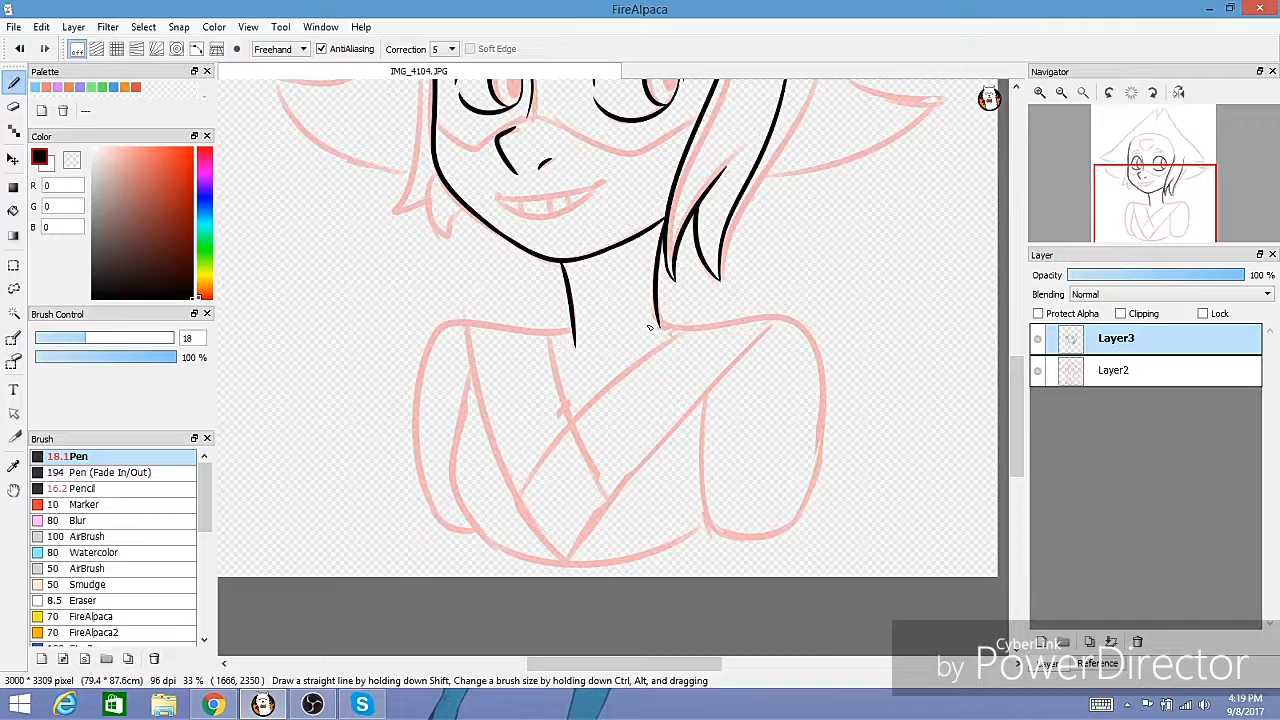 FireAlpaca
File Edit Layer Filter Select Snap Color View Tool Window Help
off Freehand AntiAliasing Correction 5 Soft Edge
Palette
IMG_4104.JPG
Navigator
Color
R 0
G 0
B 0
Brush Control
18
100 %
Brush
18.1 Pen
194 Pen (Fade In/Out)
16.2 Pencil
10 Marker
80 Blur
100 AirBrush
80 Watercolor
50 AirBrush
50 Smudge
8.5 Eraser
70 FireAlpaca
70 FireAlpaca2
Layer
Opacity 100 %
Blending Normal
Protect Alpha Clipping Lock
Layer3
Layer2
Reference
CyberLink
by PowerDirector
3000 * 3309 pixel (79.4 * 87.6cm) 96 dpi 33 % ( 1666, 2350 ) Draw a straight line by holding down Shift, Change a brush size by holding down Ctrl, Alt, and dragging
4:19 PM
9/8/2017